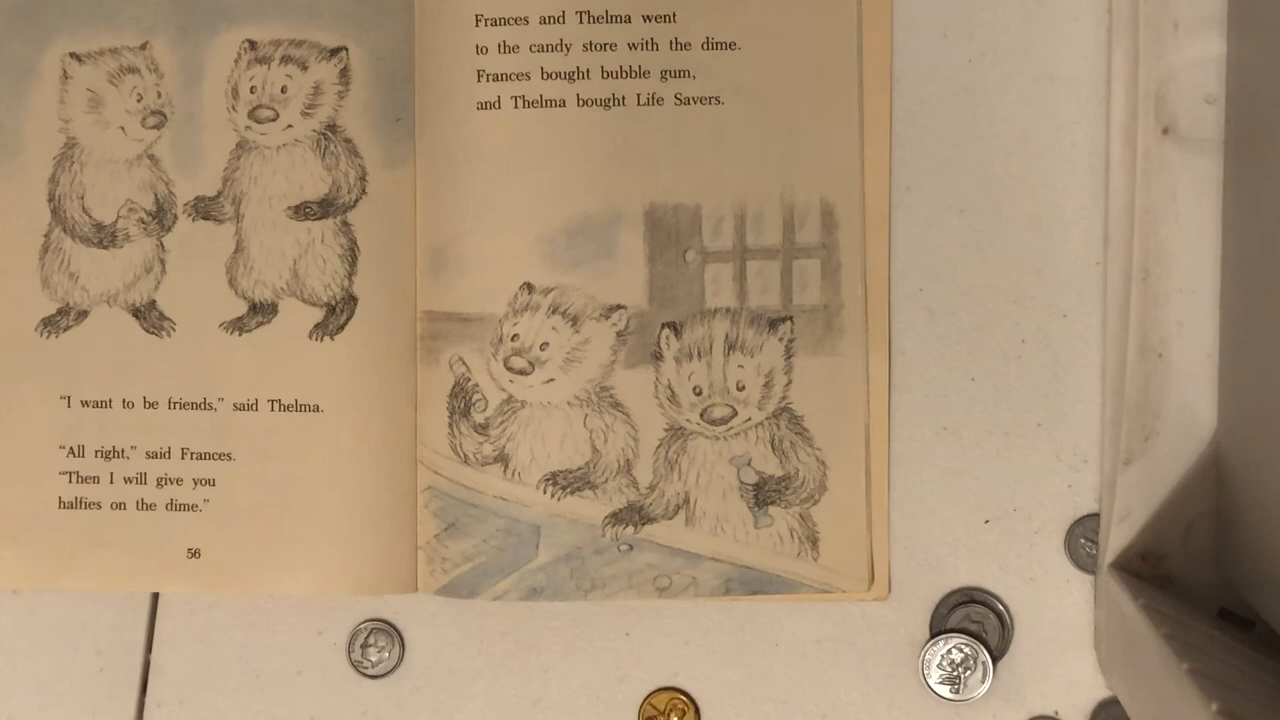 “I want to be friends,” said Thelma.
“All right,” said Frances.
“Then I will give you
halfies on the dime.”
56
Frances and Thelma went
to the candy store with the dime.
Frances bought bubble gum,
and Thelma bought Life Savers.